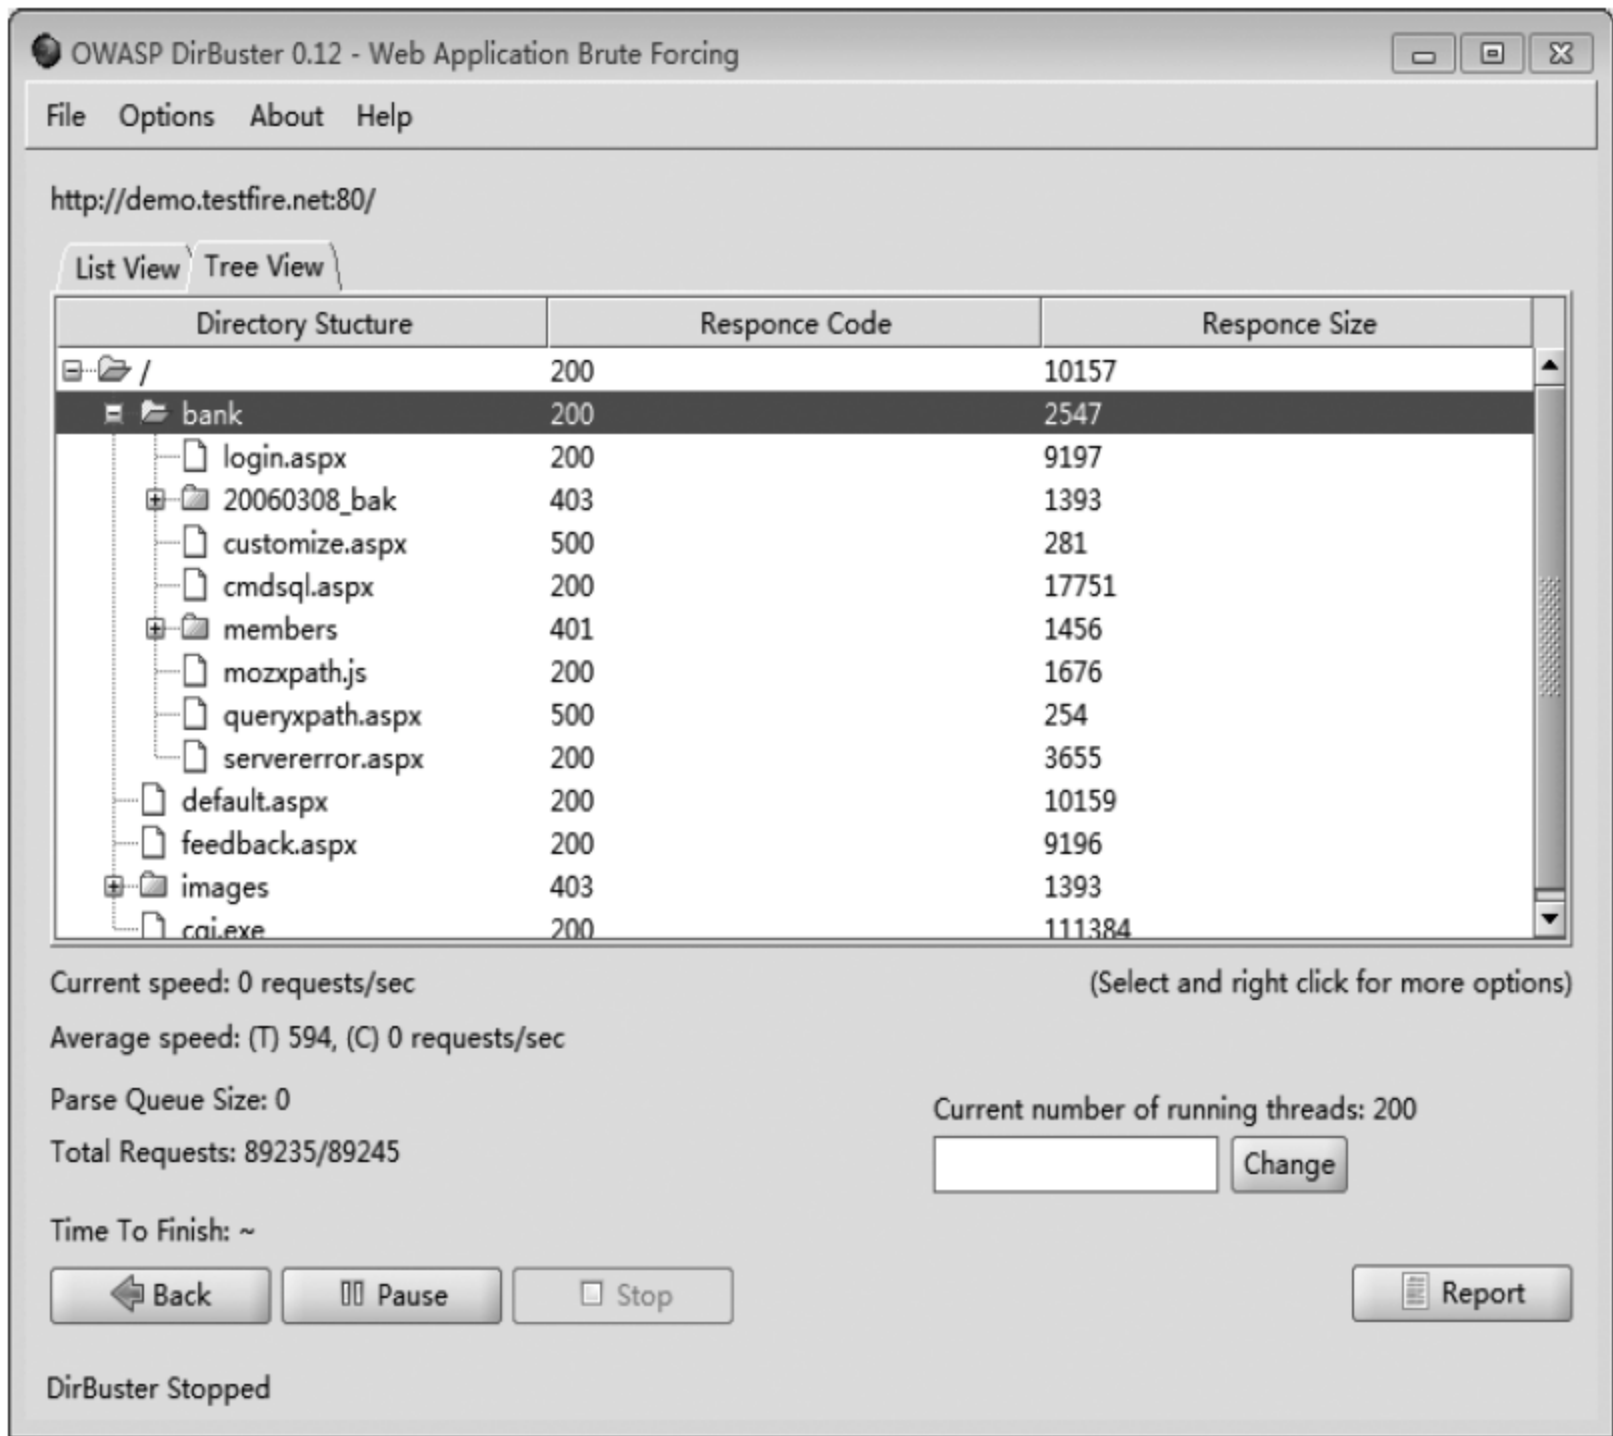 OWASP DirBuster 0.12 - Web Application Brute Forcing
File Options About Help
http://demo.testfire.net:80/
List View Tree View
Directory Stucture Responce Code Responce Size
/ 200 10157
bank 200 2547
login.aspx 200 9197
20060308_bak 403 1393
customize.aspx 500 281
cmdsql.aspx 200 17751
members 401 1456
mozxpath.js 200 1676
queryxpath.aspx 500 254
servererror.aspx 200 3655
default.aspx 200 10159
feedback.aspx 200 9196
images 403 1393
cgi.exe 200 111384
Current speed: 0 requests/sec (Select and right click for more options)
Average speed: (T) 594, (C) 0 requests/sec
Parse Queue Size: 0
Current number of running threads: 200
Total Requests: 89235/89245
Change
Time To Finish: ~
Back Pause Stop Report
DirBuster Stopped